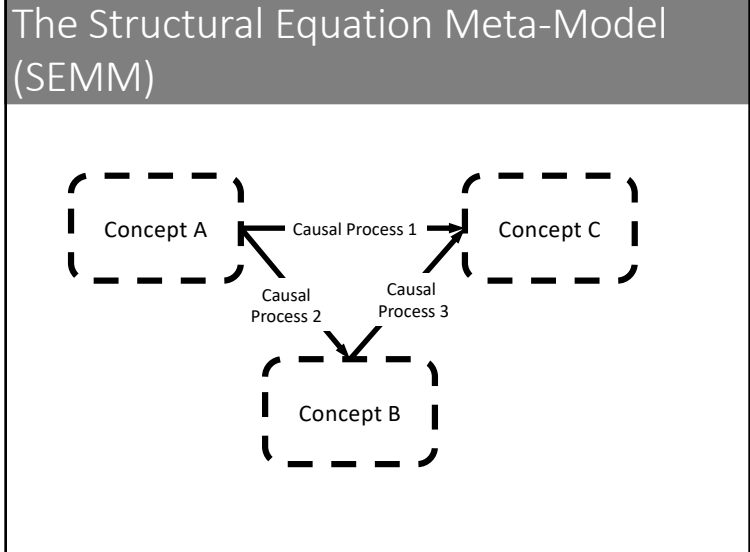 The Structural Equation Meta-Model
(SEMM)
Concept A
Causal Process 1
Concept C
Causal
Process 2
Causal
Process 3
Concept B